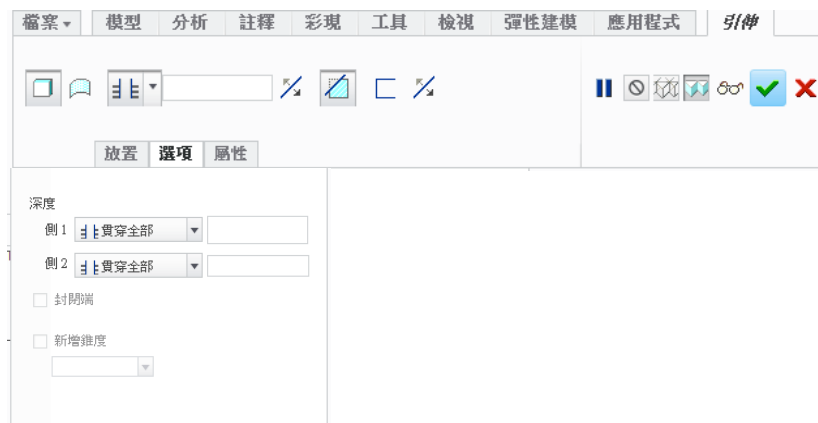 檔案 模型 分析 註釋 彩現 工具 檢視 彈性建模 應用程式 引伸
放置 選項 屬性
深度
側1 貫穿全部
側2 貫穿全部
封閉端
新增錐度